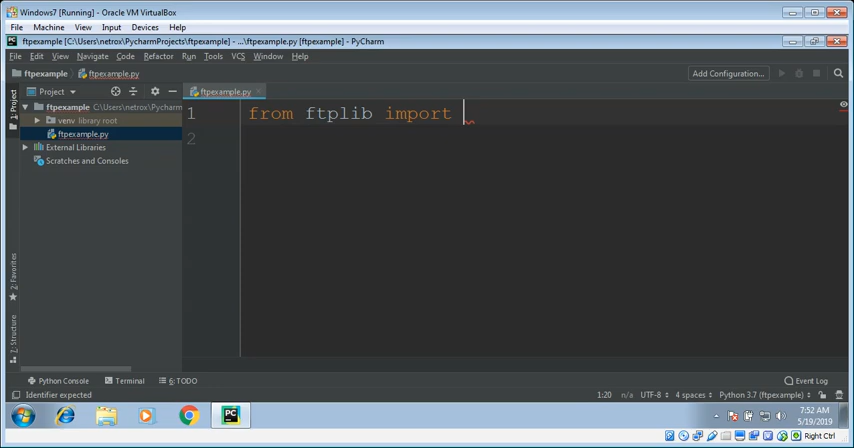 Windows7 [Running] - Oracle VM VirtualBox
File Machine View Input Devices Help
ftpexample [C:\Users\netrox\PycharmProjects\ftpexample] - ...\ftpexample.py [ftpexample] - PyCharm
File Edit View Navigate Code Refactor Run Tools VCS Window Help
ftpexample ftpexample.py Add Configuration...
1: Project
Project
ftpexample.py
ftpexample C:\Users\netrox\Pycharm
venv library root
ftpexample.py
External Libraries
Scratches and Consoles
1 from ftplib import
2
2: Favorites
7: Structure
Python Console Terminal 6: TODO Event Log
Identifier expected 1:20 n/a UTF-8 4 spaces Python 3.7 (ftpexample)
PC
7:52 AM
5/19/2019
Right Ctrl